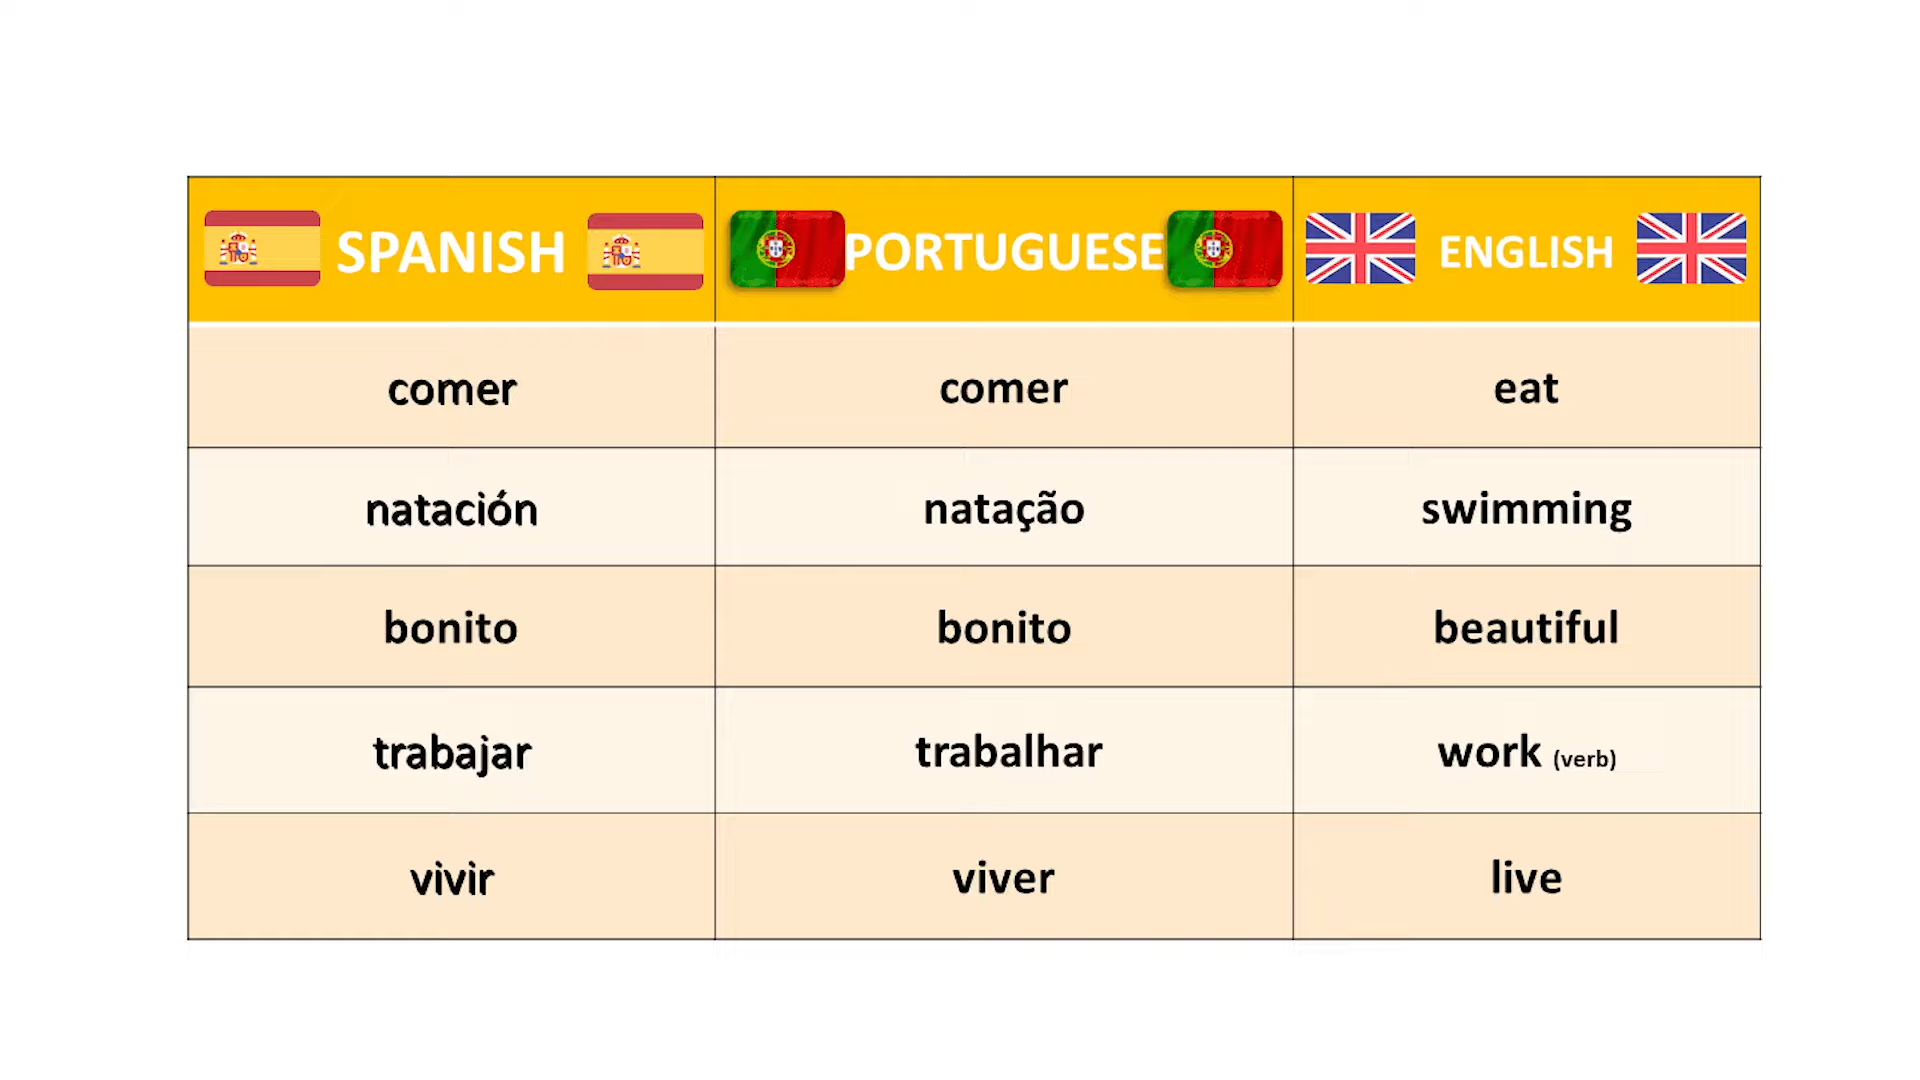 SPANISH PORTUGUESE ENGLISH
comer comer eat
natación natação swimming
bonito bonito beautiful
trabajar trabalhar work (verb)
vivir viver live